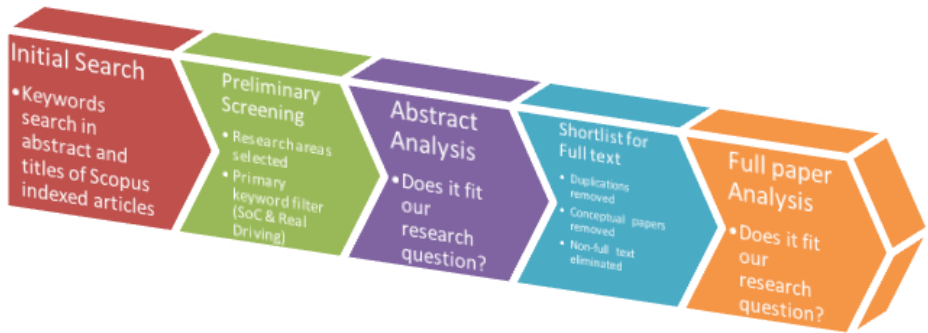 Initial Search
•Keywords
search in
abstract and
titles of Scopus
indexed articles
Preliminary
Screening
• Research areas
selected
• Primary
keyword filter
(SoC & Real
Driving)
Abstract
Analysis
•Does it fit
our
research
question?
Shortlist for
Full text
• Duplications
removed
• Conceptual papers
removed
• Non-full text
eliminated
Full paper
Analysis
•Does it fit
our
research
question?